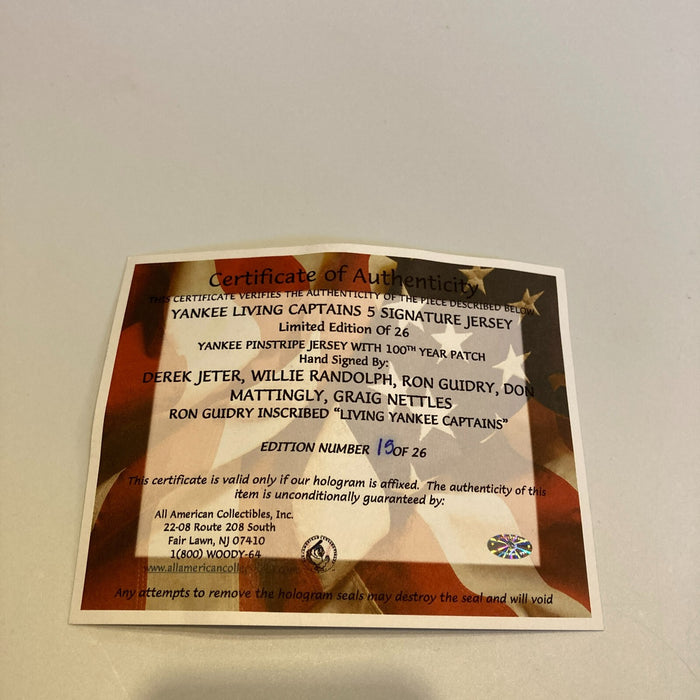 Certificate of Authenticity
THIS CERTIFICATE VERIFIES THE AUTHENTICITY OF THE PIECE DESCRIBED BELOW
YANKEE LIVING CAPTAINS 5 SIGNATURE JERSEY
Limited Edition Of 26
YANKEE PINSTRIPE JERSEY WITH 100TH YEAR PATCH
Hand Signed By:
DEREK JETER, WILLIE RANDOLPH, RON GUIDRY, DON
MATTINGLY, GRAIG NETTLES
RON GUIDRY INSCRIBED “LIVING YANKEE CAPTAINS”
EDITION NUMBER 15 OF 26
This certificate is valid only if our hologram is affixed. The authenticity of this
item is unconditionally guaranteed by:
All American Collectibles, Inc.
22-08 Route 208 South
Fair Lawn, NJ 07410
1(800) WOODY-64
Any attempts to remove the hologram seals may destroy the seal and will void